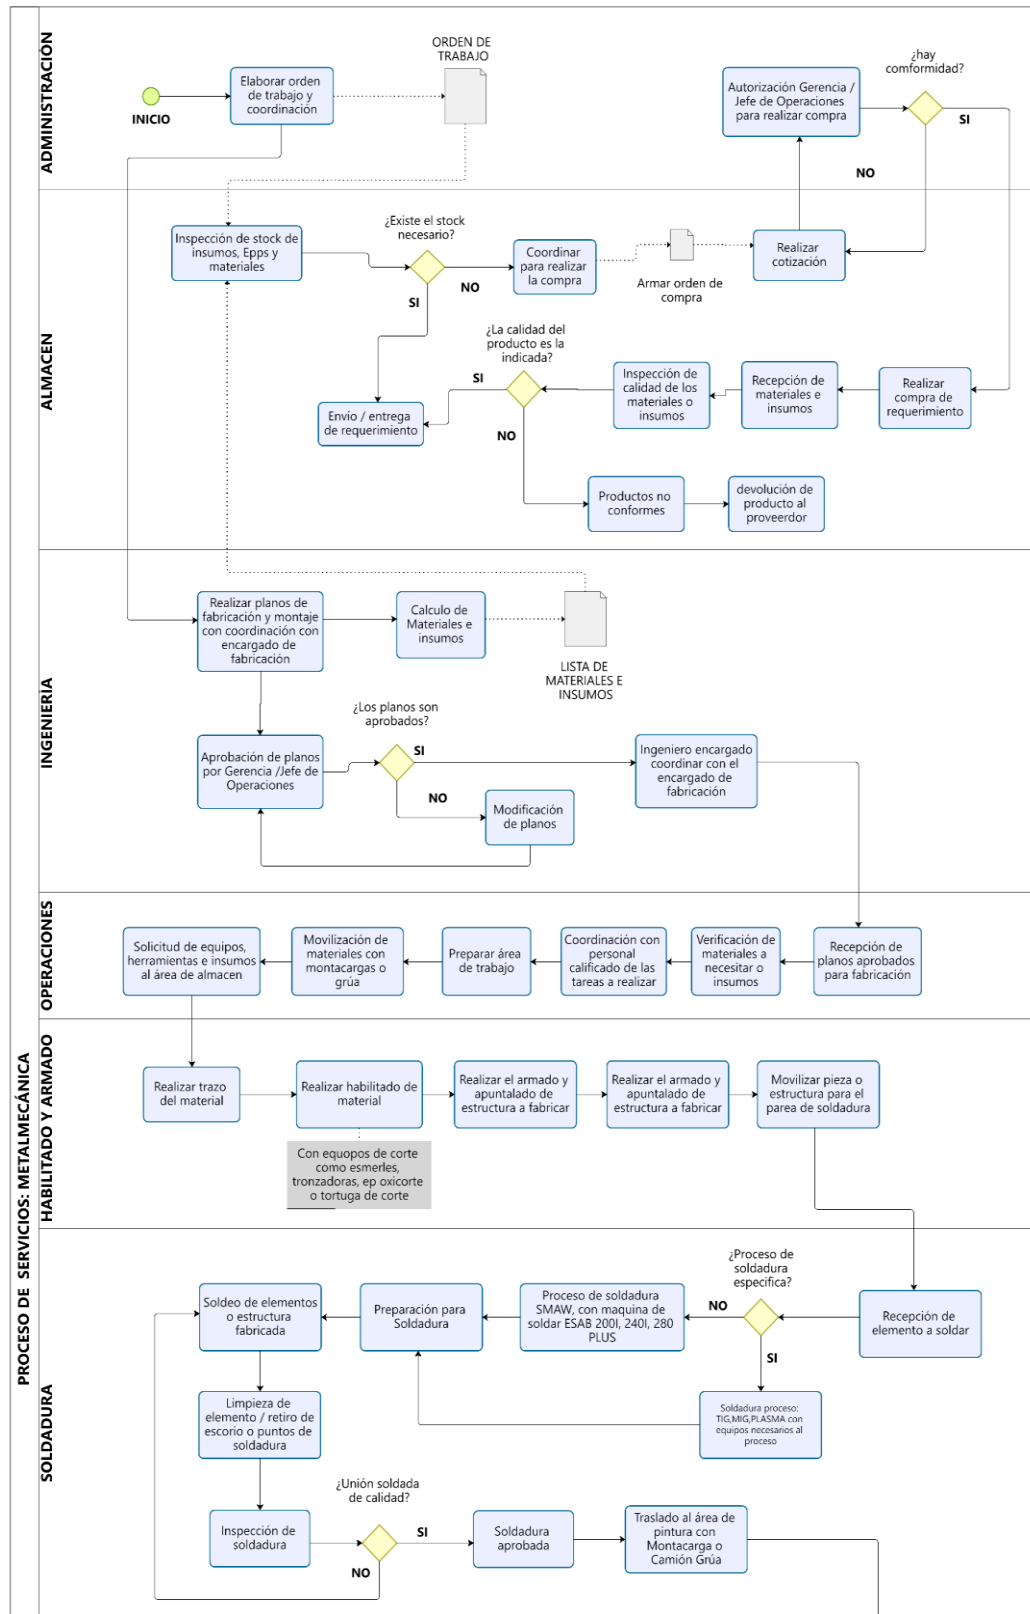 PROCESO DE SERVICIOS: METALMECÁNICA
ADMINISTRACIÓN
INICIO
Elaborar orden
de trabajo y
coordinación
ORDEN DE
TRABAJO
Autorización Gerencia /
Jefe de Operaciones
para realizar compra
¿hay
comformidad?
SI
NO
ALMACEN
Inspección de stock de
insumos, Epps y
materiales
¿Existe el stock
necesario?
SI
NO
Coordinar
para realizar
la compra
Armar orden de
compra
Realizar
cotización
¿La calidad del
producto es la
indicada?
SI
NO
Envío / entrega
de requerimiento
Inspección de
calidad de los
materiales o
insumos
Recepción de
materiales e
insumos
Realizar
compra de
requerimiento
Productos no
conformes
devolución de
producto al
proveerdor
INGENIERIA
Realizar planos de
fabricación y montaje
con coordinación con
encargado de
fabricación
Calculo de
Materiales e
insumos
LISTA DE
MATERIALES E
INSUMOS
¿Los planos son
aprobados?
SI
NO
Aprobación de planos
por Gerencia /Jefe de
Operaciones
Modificación
de planos
Ingeniero encargado
coordinar con el
encargado de
fabricación
OPERACIONES
Solicitud de equipos,
herramientas e insumos
al área de almacen
Movilización de
materiales con
montacargas o
grúa
Preparar área
de trabajo
Coordinación con
personal
calificado de las
tareas a realizar
Verificación de
materiales a
necesitar o
insumos
Recepción de
planos aprobados
para fabricación
HABILITADO Y ARMADO
Realizar trazo
del material
Realizar habilitado de
material
Realizar el armado y
apuntalado de
estructura a fabricar
Realizar el armado y
apuntalado de
estructura a fabricar
Movilizar pieza o
estructura para el
parea de soldadura
Con equopos de corte
como esmerles,
tronzadoras, ep oxicorte
o tortuga de corte
SOLDADURA
Soldeo de elementos
o estructura
fabricada
Preparación para
Soldadura
Proceso de soldadura
SMAW, con maquina de
soldar ESAB 200I, 240I, 280
PLUS
NO
¿Proceso de
soldadura
especifica?
SI
Recepción de
elemento a soldar
Soldadura proceso:
TIG,MIG,PLASMA con
equipos necesarios al
proceso
Limpieza de
elemento / retiro de
escorio o puntos de
soldadura
Inspección de
soldadura
¿Unión soldada
de calidad?
SI
NO
Soldadura
aprobada
Traslado al área de
pintura con
Montacarga o
Camión Grúa